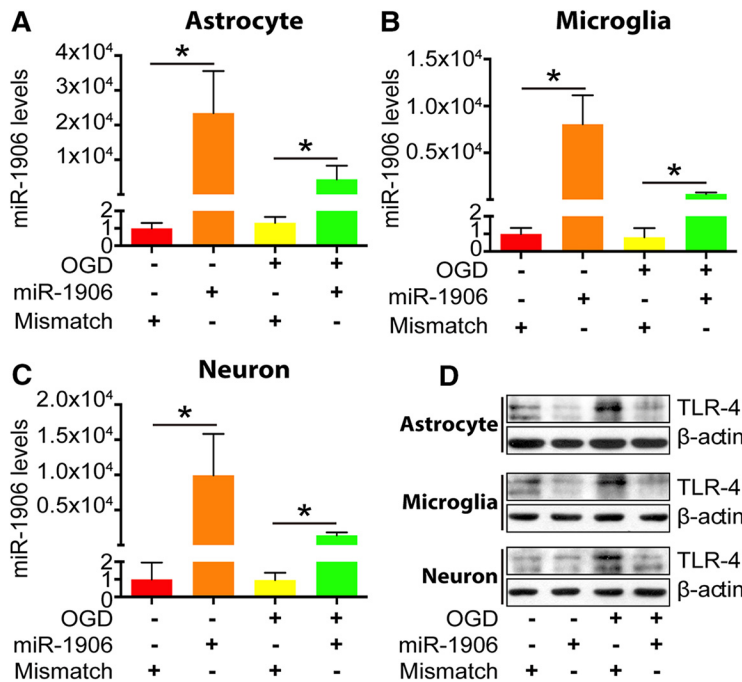 A
Astrocyte
miR-1906 levels
4x10⁴
3x10⁴
2x10⁴
1x10⁴
2
1
0
*
*
OGD - - + +
miR-1906 - + - +
Mismatch + - + -
B
Microglia
miR-1906 levels
1.5x10⁴
1.0x10⁴
0.5x10⁴
2
1
0
*
*
OGD - - + +
miR-1906 - + - +
Mismatch + - + -
C
Neuron
miR-1906 levels
2.0x10⁴
1.5x10⁴
1.0x10⁴
0.5x10⁴
2
1
0
*
*
OGD - - + +
miR-1906 - + - +
Mismatch + - + -
D
Astrocyte
TLR-4
β-actin
Microglia
TLR-4
β-actin
Neuron
TLR-4
β-actin
OGD - - + +
miR-1906 - + - +
Mismatch + - + -